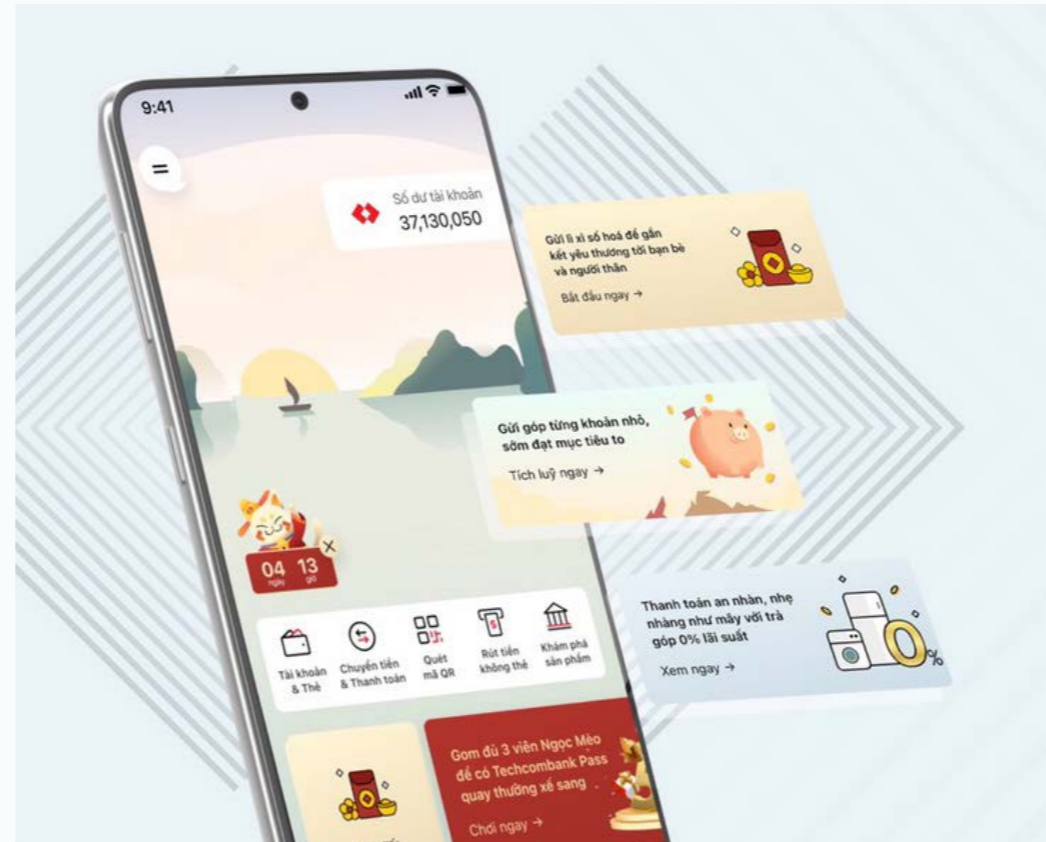 9:41
Số dư tài khoản
37,130,050
Gửi lì xì số hoá để gắn
kết yêu thương tới bạn bè
và người thân
Bắt đầu ngay →
Gửi góp từng khoản nhỏ,
sớm đạt mục tiêu to
Tích luỹ ngay →
04 13
ngày giờ
Thanh toán an nhàn, nhẹ
nhàng như mây với trả
góp 0% lãi suất
Xem ngay →
0%
Tài khoản
& Thẻ
Chuyển tiền
& Thanh toán
Quét
mã QR
Rút tiền
không thẻ
Khám phá
sản phẩm
Gom đủ 3 viên Ngọc Mèo
để có Techcombank Pass
quay thưởng xế sang
Chơi ngay →